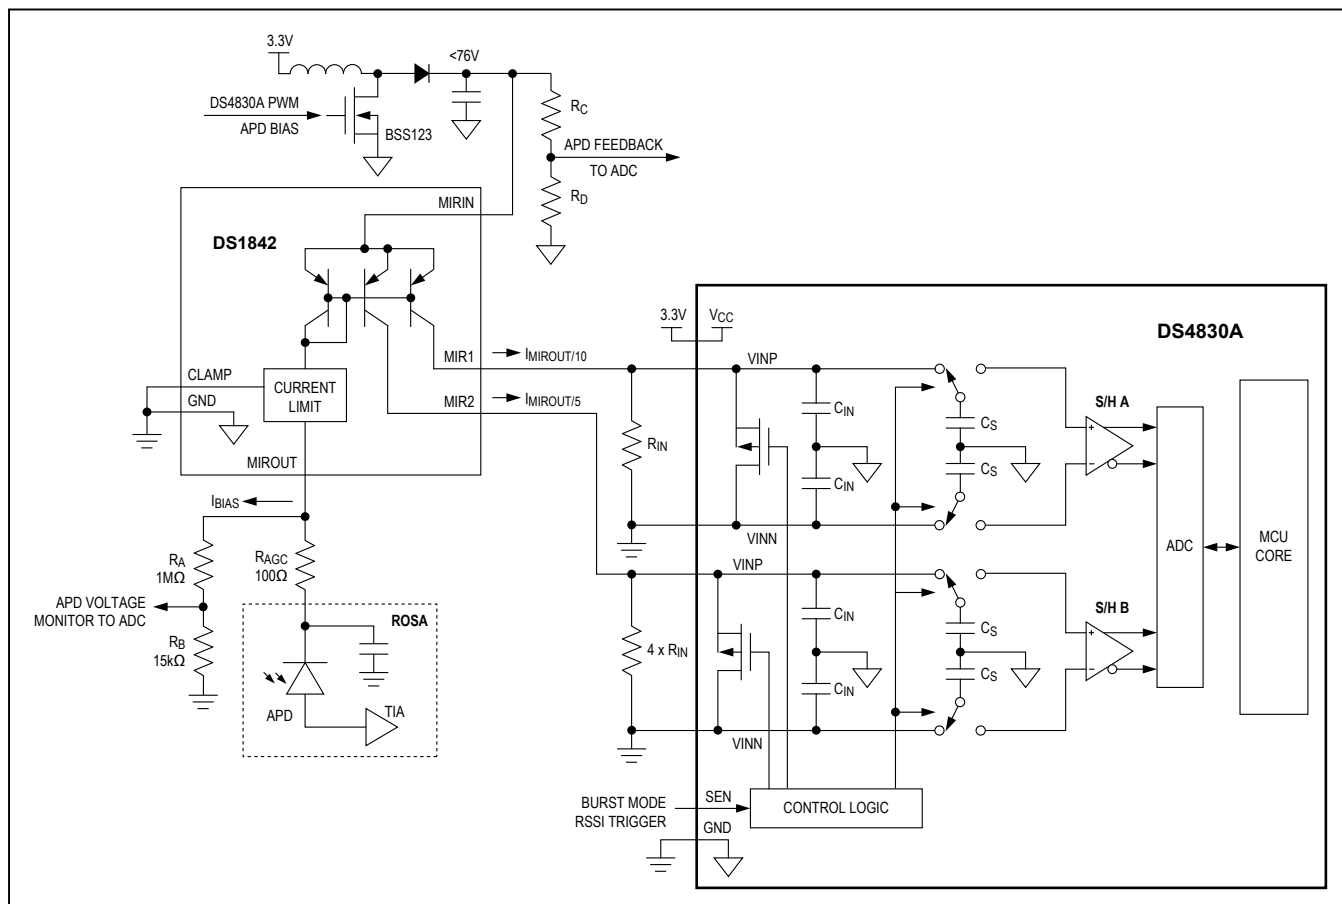 3.3V
<76V
DS4830A PWM
APD BIAS
BSS123
RC
APD FEEDBACK
TO ADC
RD
MIRIN
DS1842
MIR1
IMIROUT/10
CLAMP
GND
CURRENT
LIMIT
MIR2
IMIROUT/5
MIROUT
IBIAS
RA
1MΩ
RAGC
100Ω
APD VOLTAGE
MONITOR TO ADC
RB
15kΩ
ROSA
APD
TIA
3.3V
VCC
DS4830A
VINP
RIN
CIN
CIN
CS
CS
S/H A
+
−
VINN
ADC
MCU
CORE
VINP
4 x RIN
CIN
CIN
CS
CS
S/H B
+
−
VINN
BURST MODE
RSSI TRIGGER
SEN
CONTROL LOGIC
GND